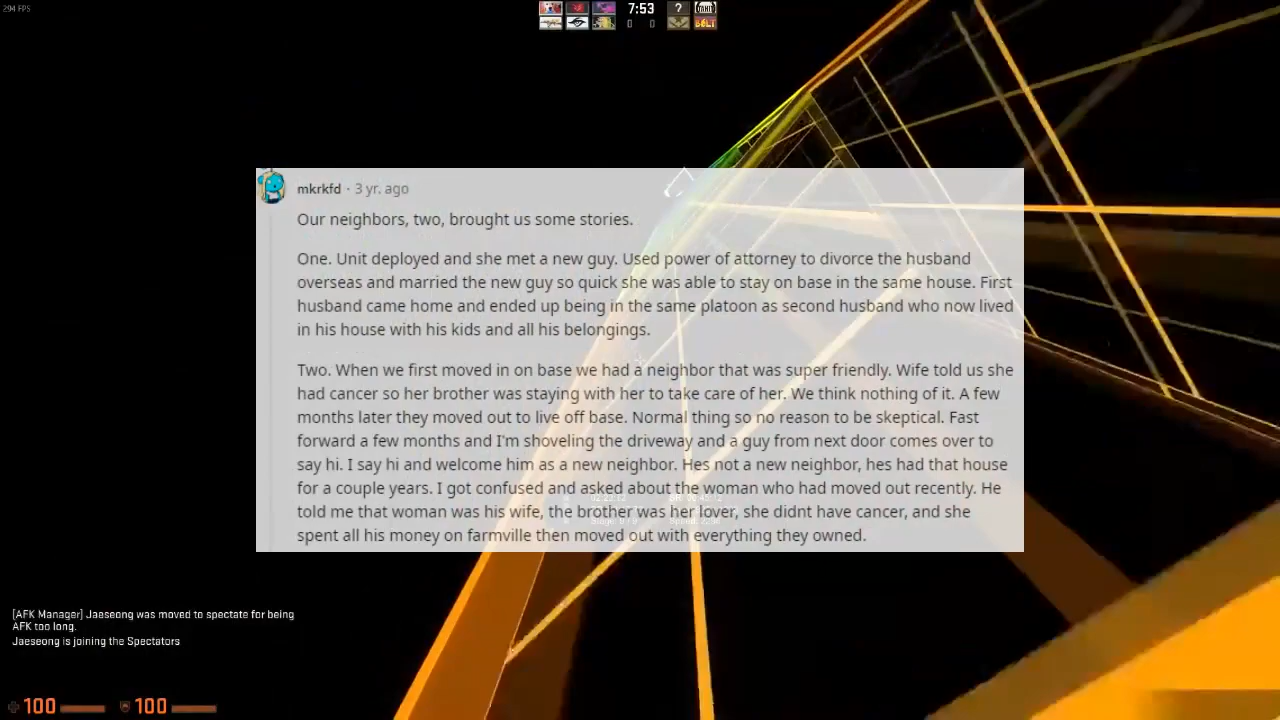 294 FPS
7:53
0 0
?
BOLT
mkrkfd · 3 yr. ago
Our neighbors, two, brought us some stories.
One. Unit deployed and she met a new guy. Used power of attorney to divorce the husband
overseas and married the new guy so quick she was able to stay on base in the same house. First
husband came home and ended up being in the same platoon as second husband who now lived
in his house with his kids and all his belongings.
Two. When we first moved in on base we had a neighbor that was super friendly. Wife told us she
had cancer so her brother was staying with her to take care of her. We think nothing of it. A few
months later they moved out to live off base. Normal thing so no reason to be skeptical. Fast
forward a few months and I'm shoveling the driveway and a guy from next door comes over to
say hi. I say hi and welcome him as a new neighbor. Hes not a new neighbor, hes had that house
for a couple years. I got confused and asked about the woman who had moved out recently. He
told me that woman was his wife, the brother was her lover, she didnt have cancer, and she
spent all his money on farmville then moved out with everything they owned.
[AFK Manager] Jaeseong was moved to spectate for being
AFK too long.
Jaeseong is joining the Spectators
100 100